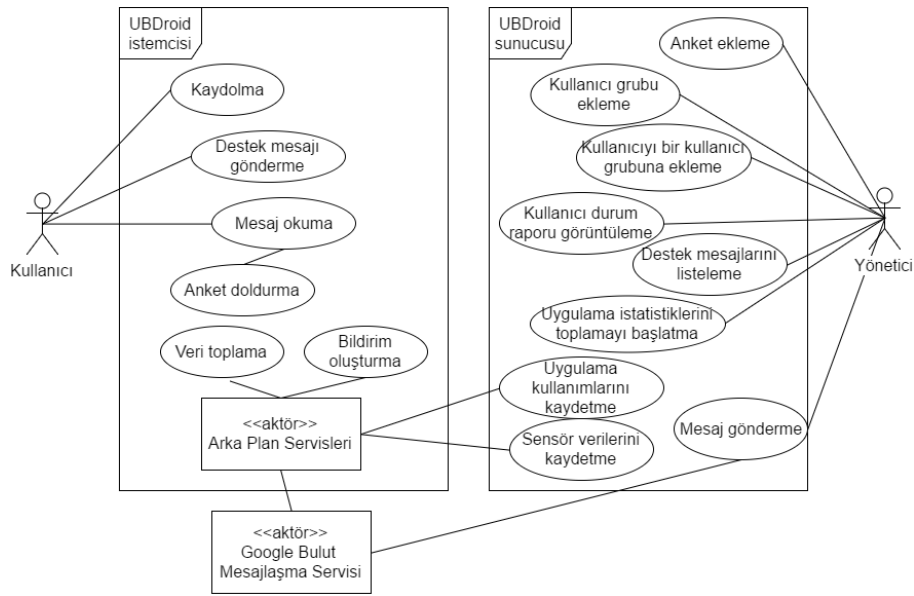 UBDroid
istemcisi
Kaydolma
Destek mesajı
gönderme
Mesaj okuma
Anket doldurma
Veri toplama
Bildirim
oluşturma
<<aktör>>
Arka Plan Servisleri
<<aktör>>
Google Bulut
Mesajlaşma Servisi
Kullanıcı
UBDroid
sunucusu
Anket ekleme
Kullanıcı grubu
ekleme
Kullanıcıyı bir kullanıcı
grubuna ekleme
Kullanıcı durum
raporu görüntüleme
Destek mesajlarını
listeleme
Uygulama istatistiklerini
toplamayı başlatma
Uygulama
kullanımlarını
kaydetme
Sensör verilerini
kaydetme
Mesaj gönderme
Yönetici